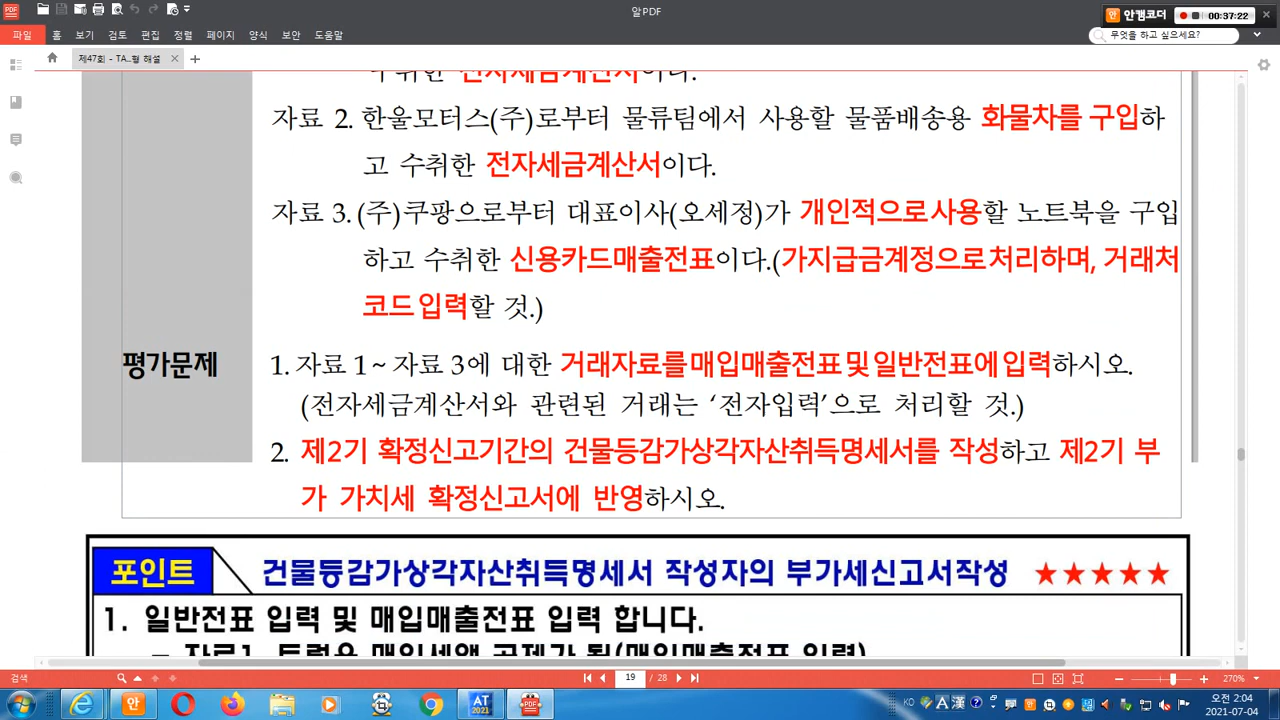 알PDF
안캠코더
00:37:22
파일 홈 보기 검토 편집 정렬 페이지 양식 보안 도움말
무엇을 하고 싶으세요?
제47회 - TA...형 해설
수취한 전자세금계산서이다.
자료 2. 한울모터스(주)로부터 물류팀에서 사용할 물품배송용 화물차를 구입하
고 수취한 전자세금계산서이다.
자료 3. (주)쿠팡으로부터 대표이사(오세정)가 개인적으로 사용할 노트북을 구입
하고 수취한 신용카드매출전표이다.(가지급금계정으로 처리하며, 거래처
코드 입력할 것.)
평가문제
1. 자료 1 ~ 자료 3에 대한 거래자료를 매입매출전표 및 일반전표에 입력하시오.
(전자세금계산서와 관련된 거래는 ‘전자입력’으로 처리할 것.)
2. 제2기 확정신고기간의 건물등감가상각자산취득명세서를 작성하고 제2기 부
가 가치세 확정신고서에 반영하시오.
포인트 건물등감가상각자산취득명세서 작성자의 부가세신고서작성 ★★★★★
1. 일반전표 입력 및 매입매출전표 입력 합니다.
검색
19 / 28
270%
KO
오전 2:04
2021-07-04